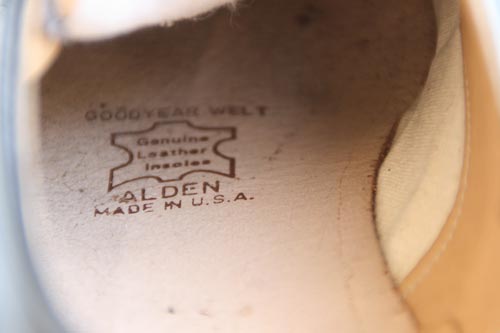 GOODYEAR WELT
Genuine
Leather
Insoles
ALDEN
MADE IN U.S.A.